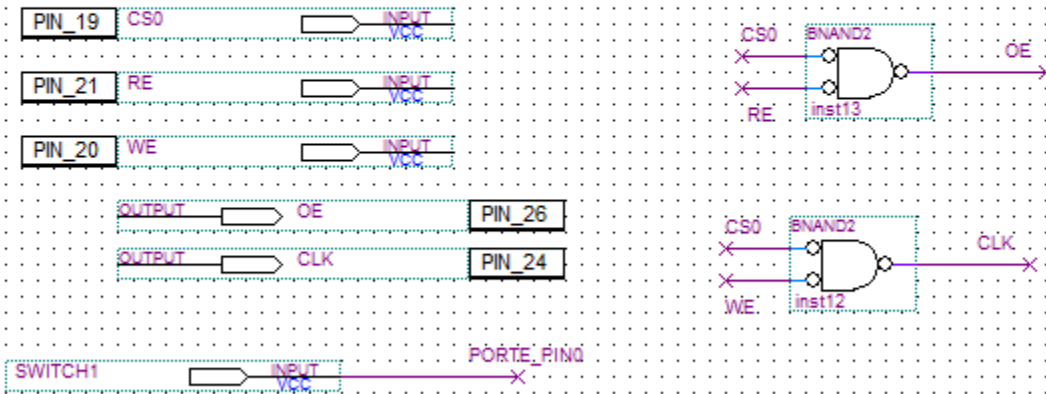 PIN_19 CS0 INPUT
VCC
PIN_21 RE INPUT
VCC
PIN_20 WE INPUT
VCC
OUTPUT OE PIN_26
OUTPUT CLK PIN_24
SWITCH1 INPUT
VCC
PORTE_PIN0
CS0 BNAND2
OE
RE inst13
CS0 BNAND2
CLK
WE inst12